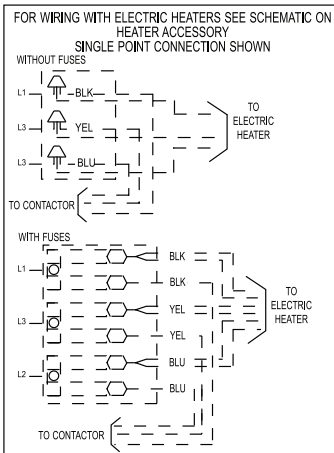 FOR WIRING WITH ELECTRIC HEATERS SEE SCHEMATIC ON
HEATER ACCESSORY
SINGLE POINT CONNECTION SHOWN
WITHOUT FUSES
L1
BLK
L3
YEL
L3
BLU
TO
ELECTRIC
HEATER
TO CONTACTOR
WITH FUSES
BLK
L1
BLK
YEL
L3
YEL
BLU
L2
BLU
TO
ELECTRIC
HEATER
TO CONTACTOR